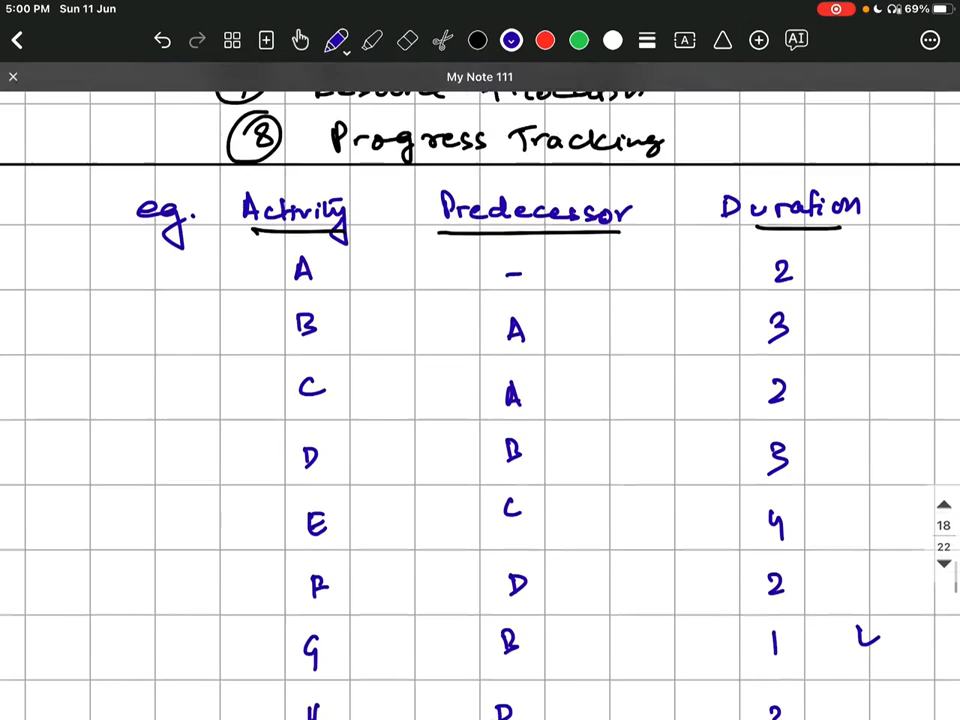 5:00 PM Sun 11 Jun 69%
AI
My Note 111
8 Progress Tracking
eg. Activity Predecessor Duration
A - 2
B A 3
C A 2
D B 3
E C 4
F D 2
G B 1
18
22